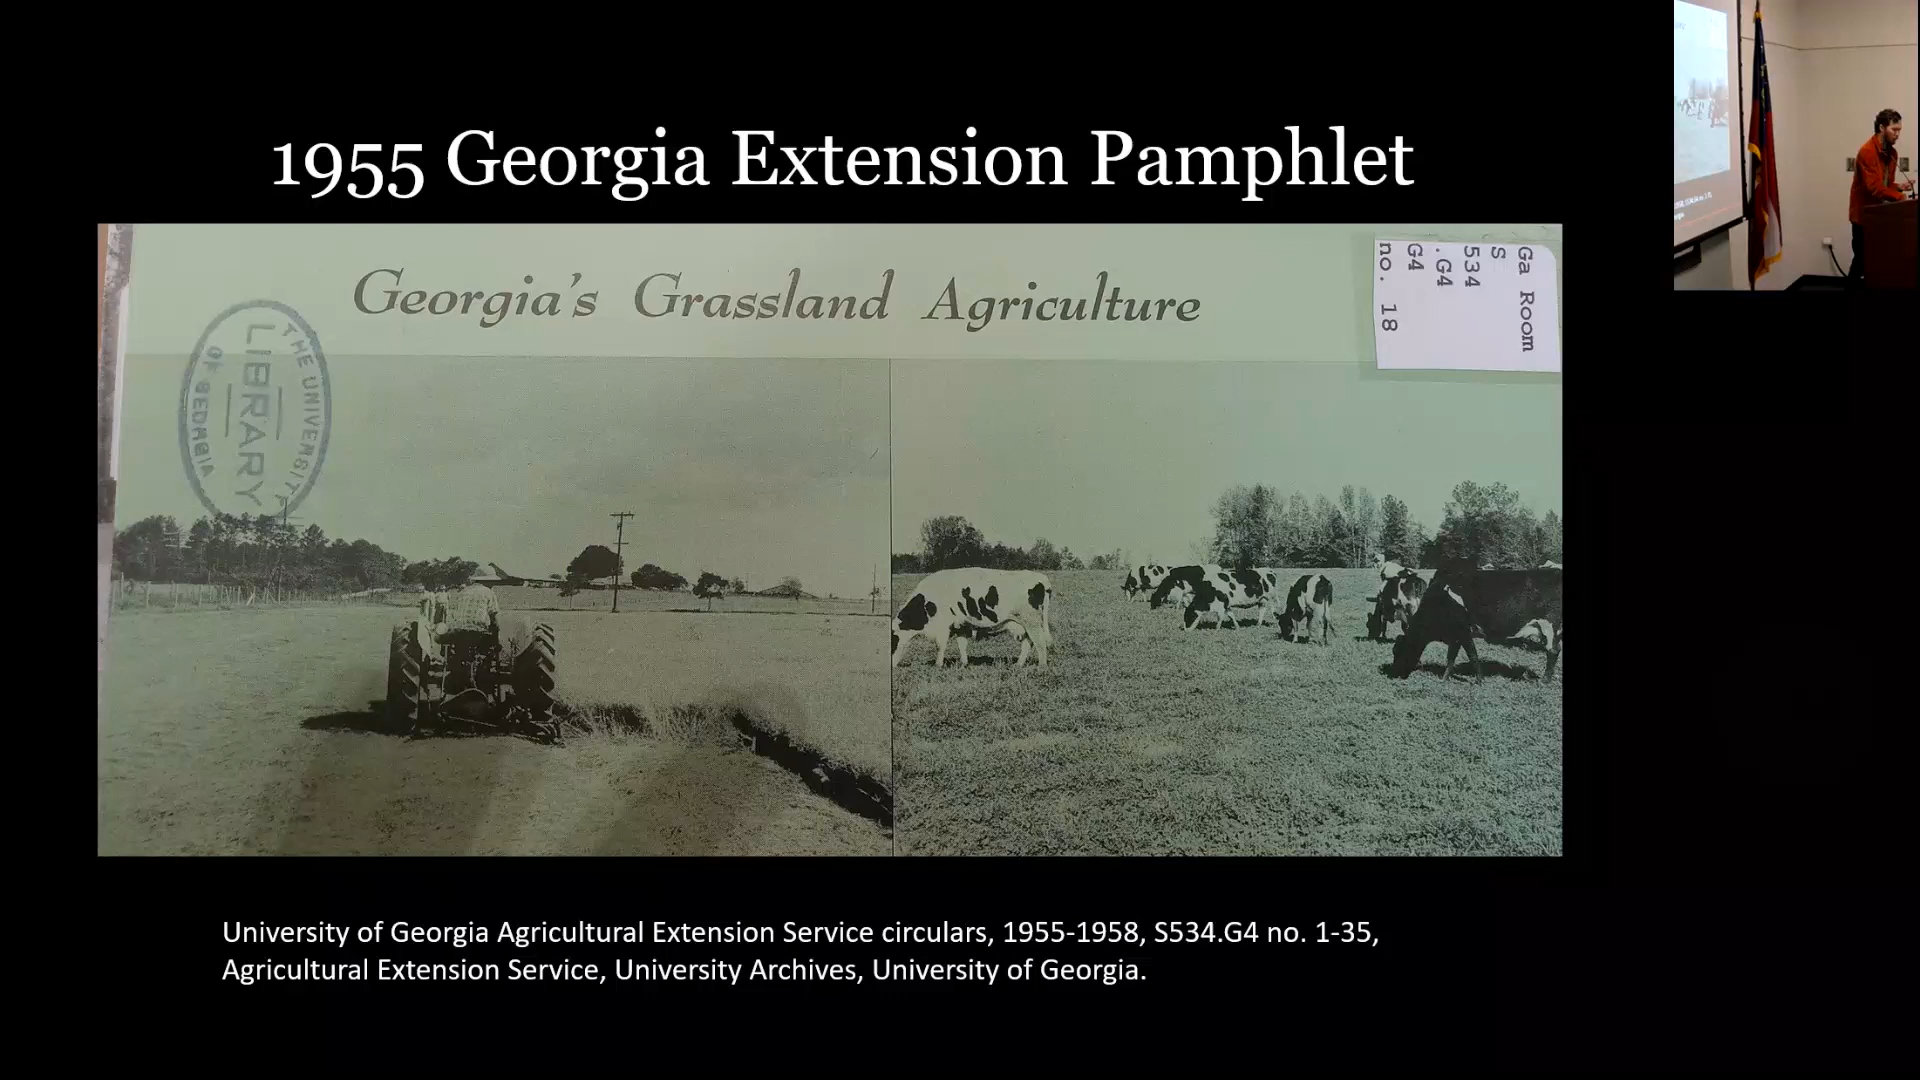 1955 Georgia Extension Pamphlet
Georgia's Grassland Agriculture
THE UNIVERSITY
LIBRARY
OF GEORGIA
Ga Room
S
534
.G4
G4
no. 18
University of Georgia Agricultural Extension Service circulars, 1955-1958, S534.G4 no. 1-35,
Agricultural Extension Service, University Archives, University of Georgia.